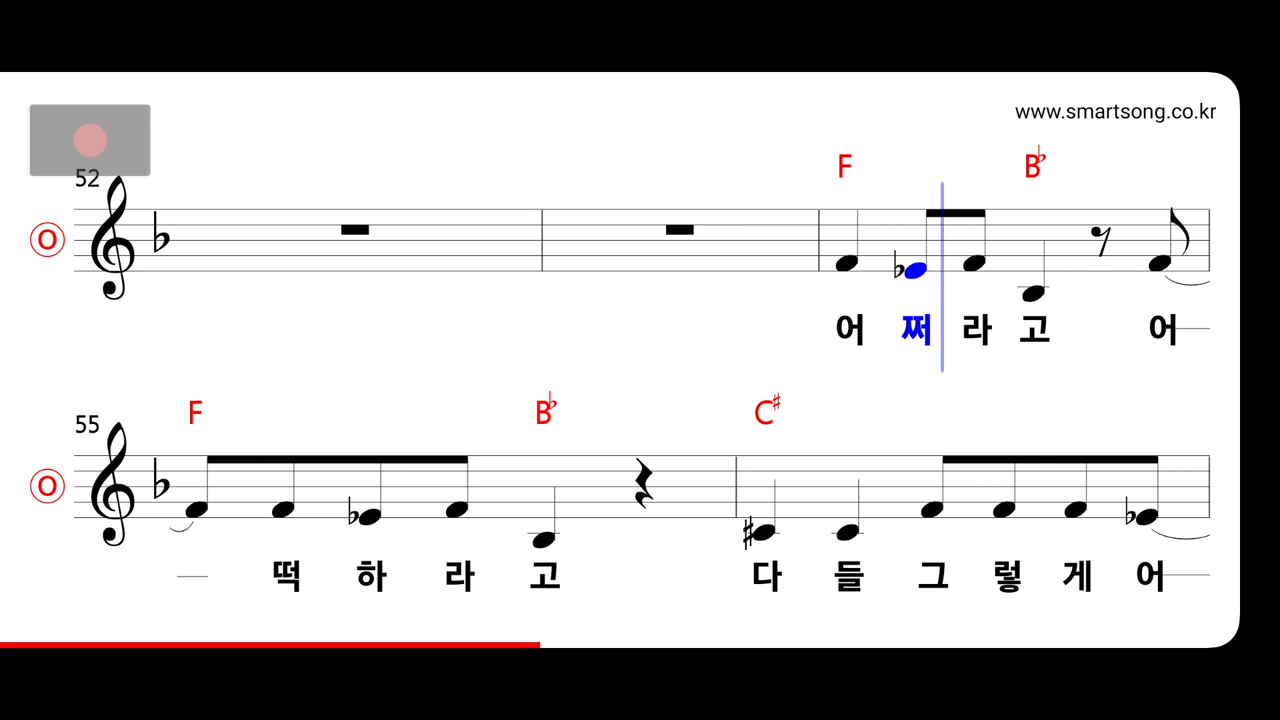 www.smartsong.co.kr
52
F B♭
O
어 쩌 라 고 어
55
F B♭ C♯
O
떡 하 라 고 다 들 그 렇 게 어